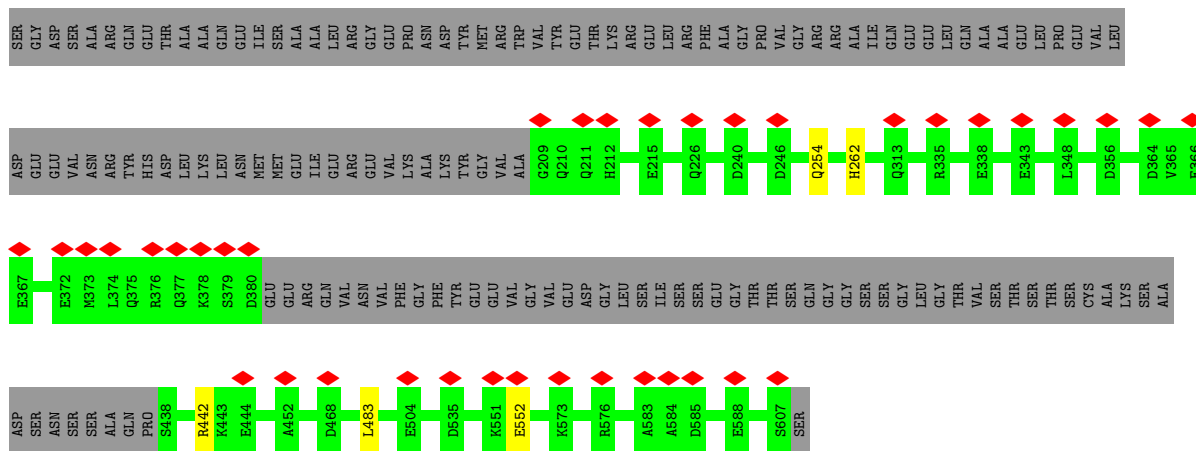 SER GLY ASP SER ALA ARG GLN GLU THR ALA ALA GLN GLU ILE SER ALA ALA LEU ARG GLY GLU PRO ASN ASP TYR MET ARG TRP VAL TYR GLU THR LYS ARG GLU LEU ARG PHE ALA GLY PRO VAL GLY ARG ARG ALA ILE GLN GLU GLU LEU GLN ALA ALA GLU LEU PRO GLU VAL LEU
ASP GLU GLU VAL ASN ARG TYR HIS ASP LEU LYS LEU ASN MET MET GLU ILE GLU ARG GLU VAL LYS ALA LYS TYR GLY VAL ALA G209 Q210 Q211 H212 E215 Q226 D240 D246 Q254 H262 Q313 R335 E338 E343 L348 D356 D364 V365 E366
E367 E372 M373 L374 Q375 R376 Q377 K378 S379 D380 GLU GLU ARG GLN VAL ASN VAL PHE GLY PHE TYR GLU GLU VAL GLY VAL GLU ASP GLY LEU SER ILE SER SER GLU GLY THR THR SER GLN GLY GLY SER SER GLY LEU GLY THR VAL SER THR SER THR SER CYS ALA LYS SER ALA
ASP SER ASN SER SER ALA GLN PRO S438 R442 K443 E444 A452 D468 L483 E504 D535 K551 E552 K573 R576 A583 A584 D585 E588 S607 SER